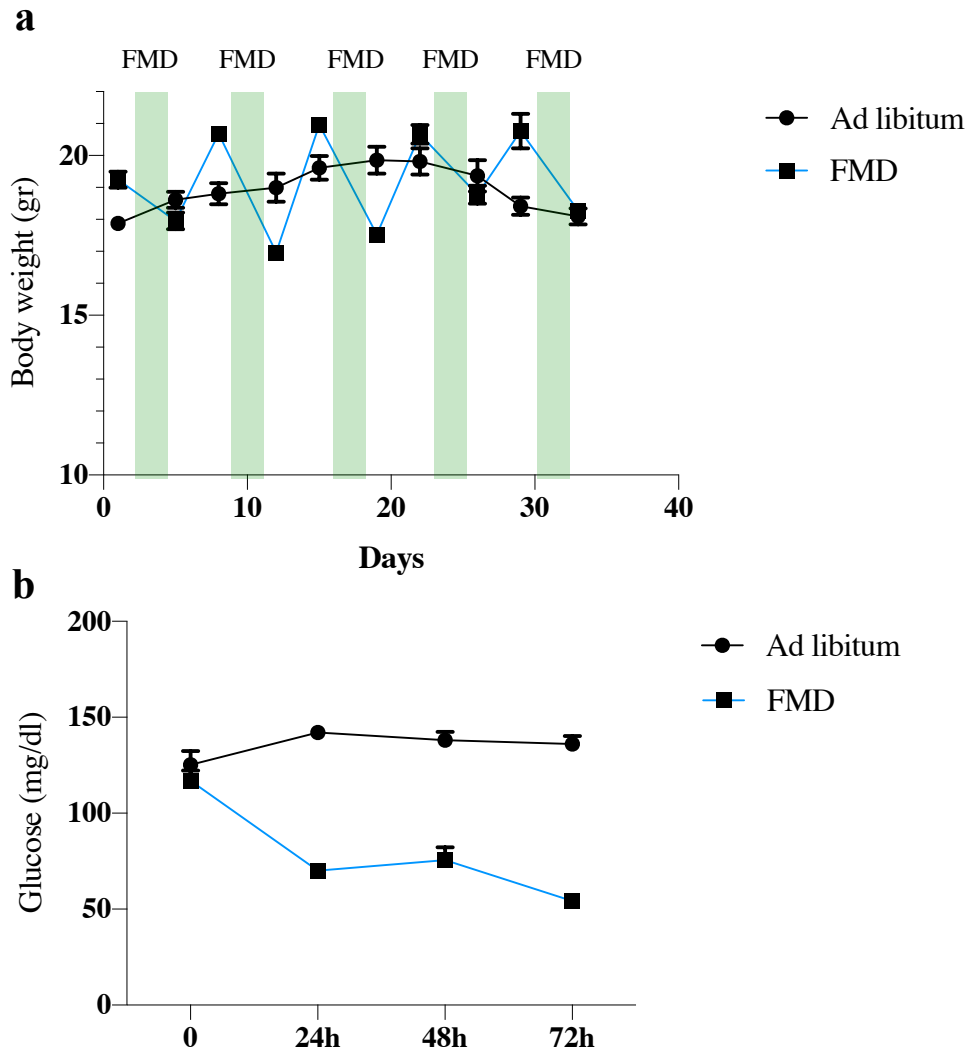 a
FMD FMD FMD FMD FMD
Ad libitum
FMD
20
15
10
Body weight (gr)
0 10 20 30 40
Days
b
200
150
100
50
0
Glucose (mg/dl)
Ad libitum
FMD
0 24h 48h 72h